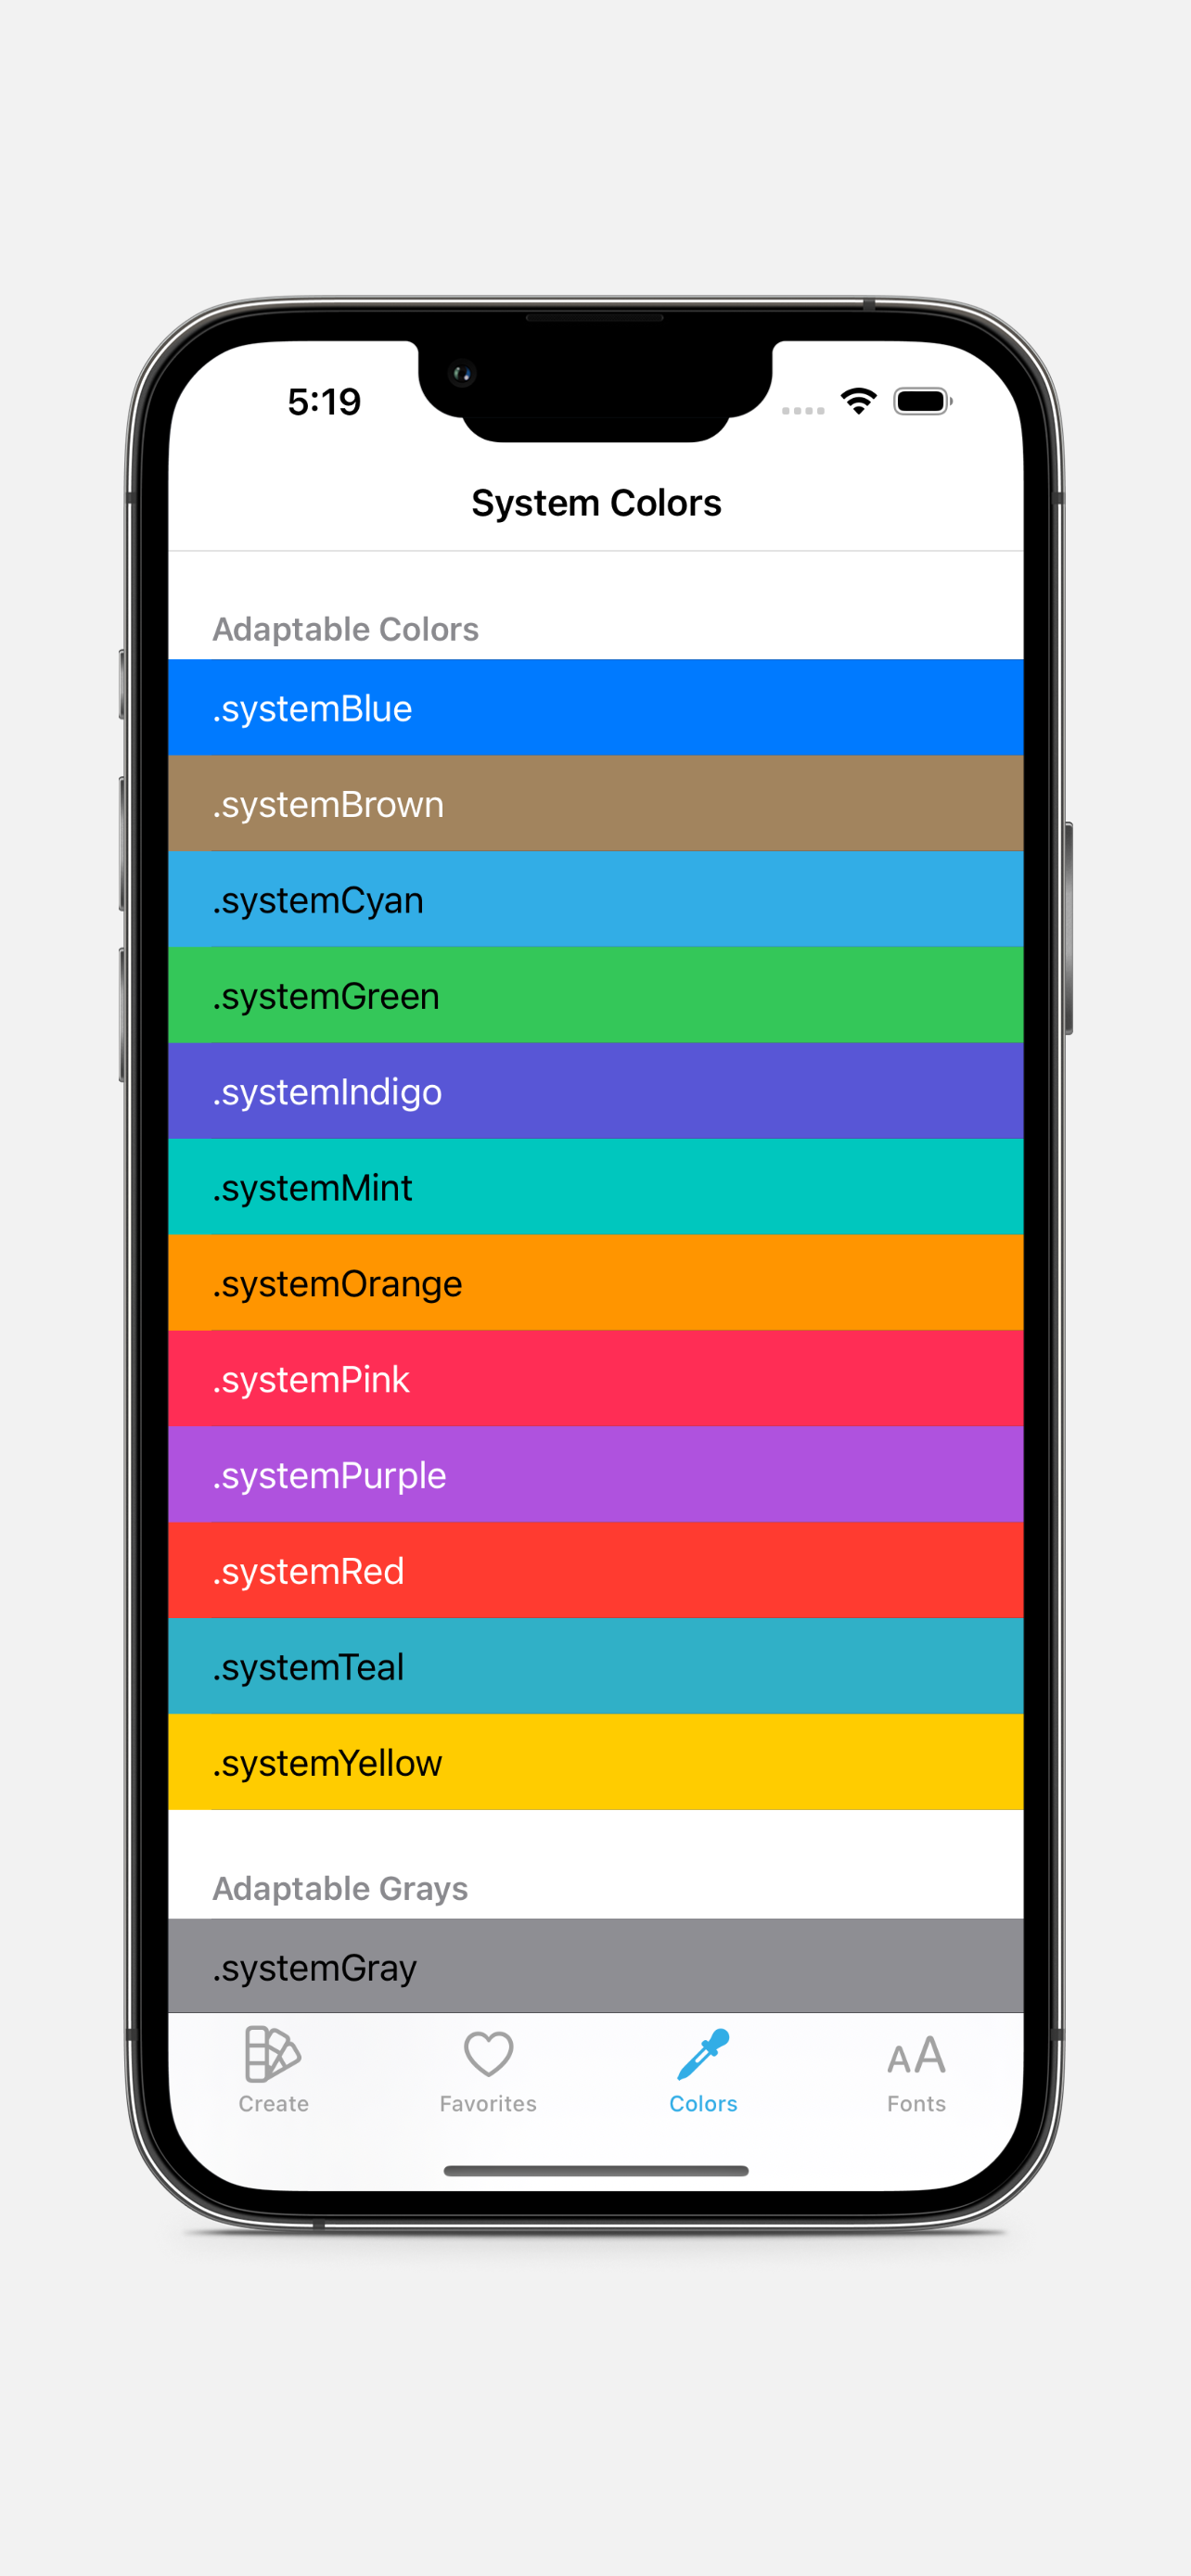 5:19
System Colors
Adaptable Colors
.systemBlue
.systemBrown
.systemCyan
.systemGreen
.systemIndigo
.systemMint
.systemOrange
.systemPink
.systemPurple
.systemRed
.systemTeal
.systemYellow
Adaptable Grays
.systemGray
Create Favorites Colors Fonts